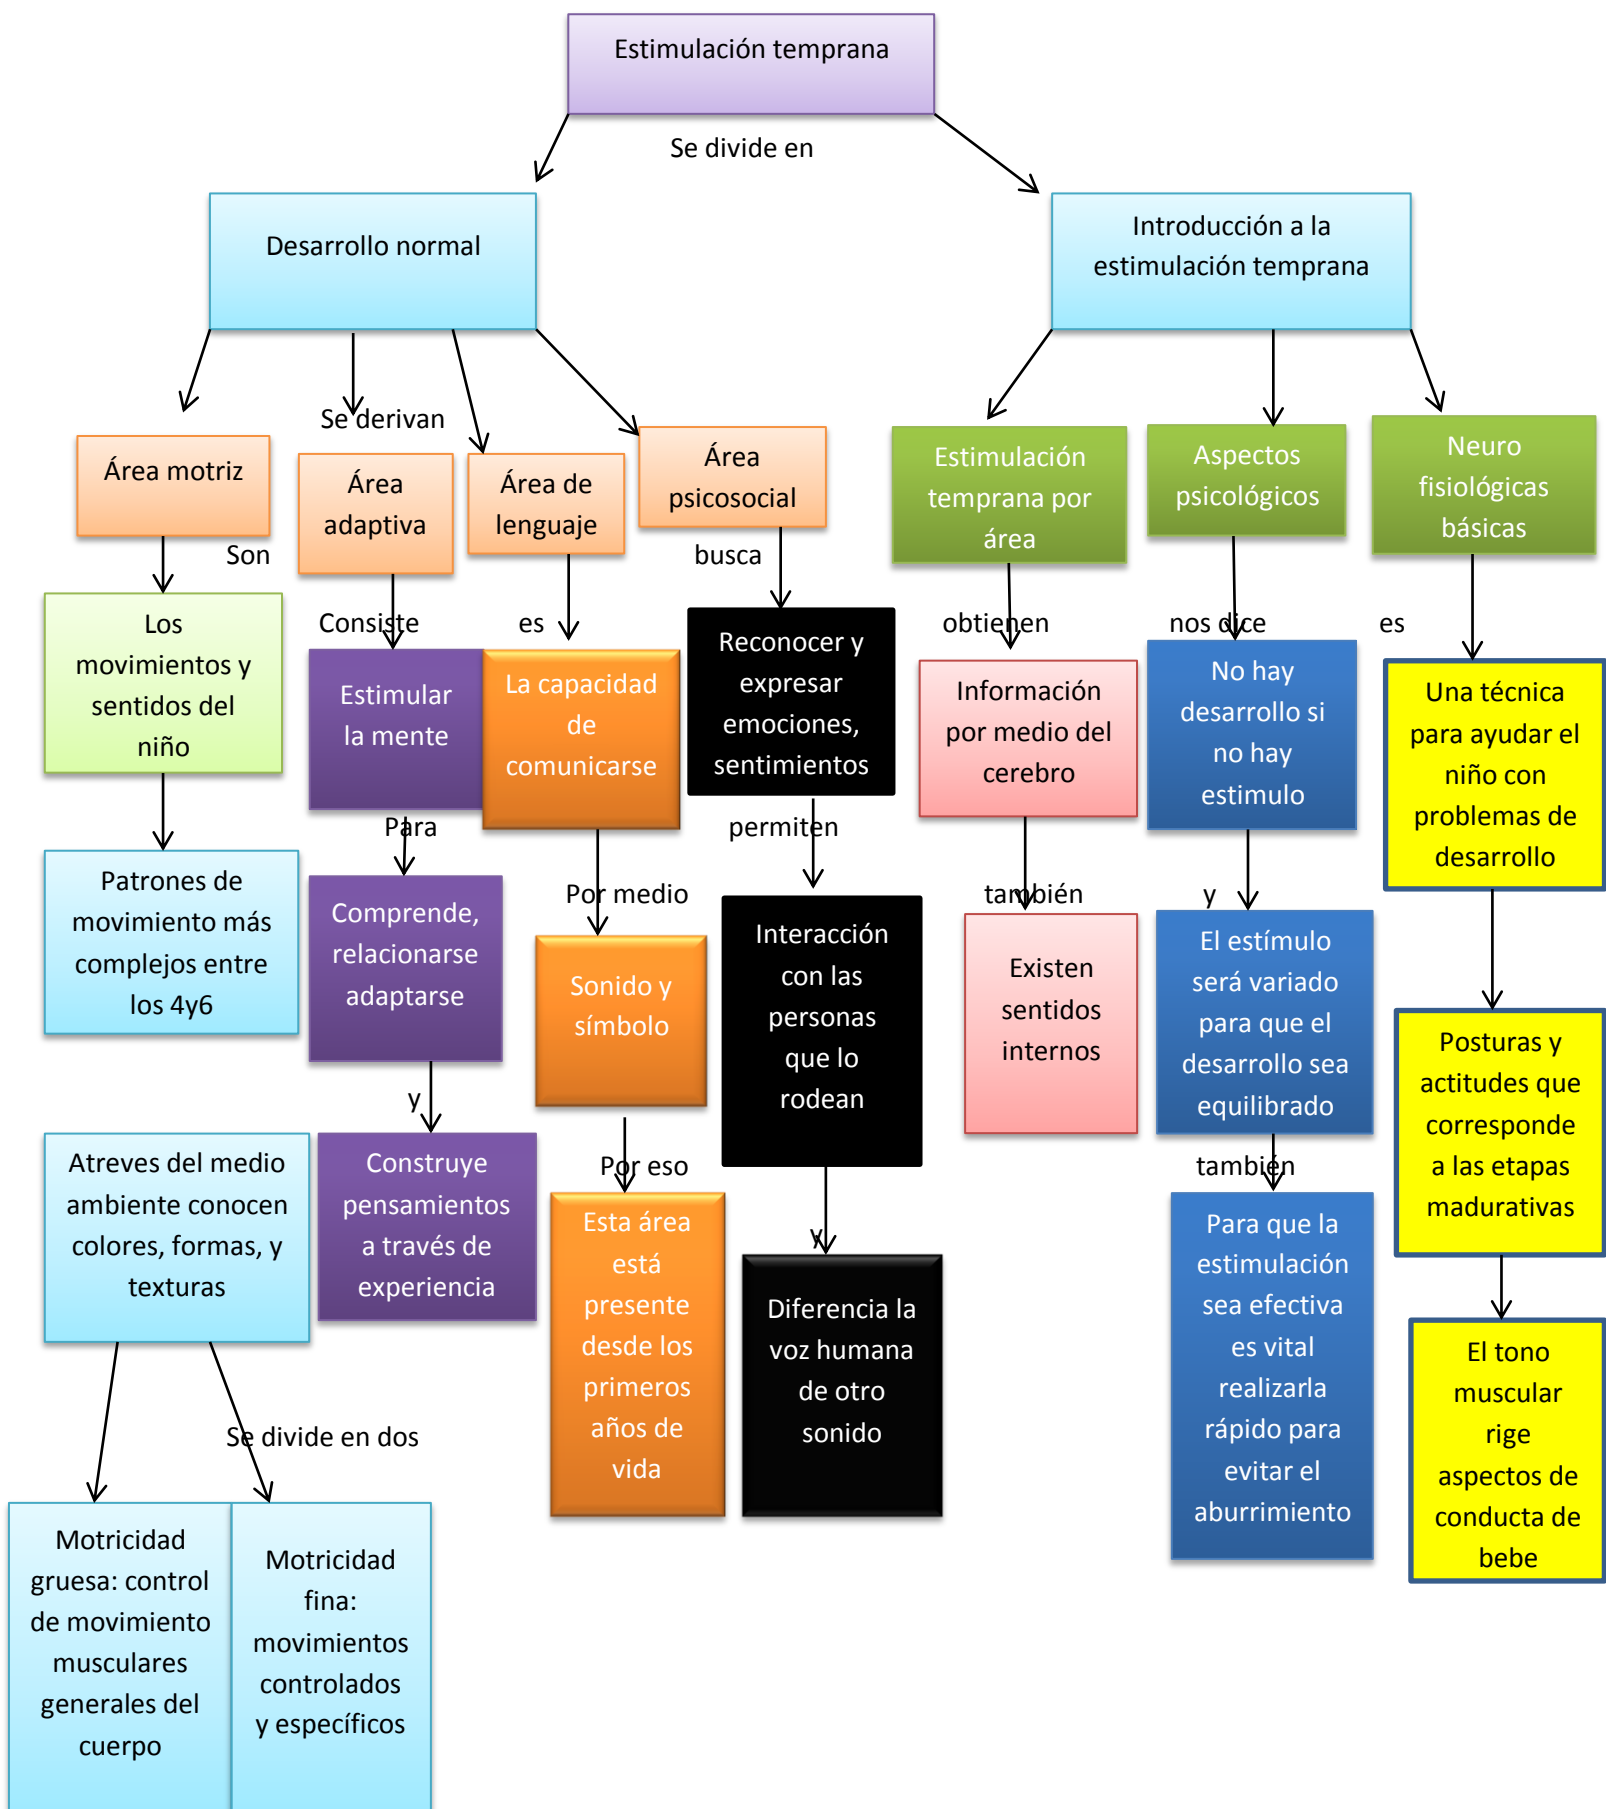 Estimulación temprana
Se divide en
Desarrollo normal
Introducción a la
estimulación temprana
Se derivan
Área motriz
Área
adaptiva
Área de
lenguaje
Área
psicosocial
Estimulación
temprana por
área
Aspectos
psicológicos
Neuro
fisiológicas
básicas
Son
busca
Los
movimientos y
sentidos del
niño
Consiste
es
Reconocer y
expresar
emociones,
sentimientos
obtienen
nos dice
es
Estimular
la mente
La capacidad
de
comunicarse
Información
por medio del
cerebro
No hay
desarrollo si
no hay
estimulo
Una técnica
para ayudar el
niño con
problemas de
desarrollo
Para
permiten
Patrones de
movimiento más
complejos entre
los 4y6
Comprende,
relacionarse
adaptarse
Por medio
Interacción
con las
personas
que lo
rodean
también
y
Sonido y
símbolo
Existen
sentidos
internos
El estímulo
será variado
para que el
desarrollo sea
equilibrado
Posturas y
actitudes que
corresponde
a las etapas
madurativas
y
Atreves del medio
ambiente conocen
colores, formas, y
texturas
Construye
pensamientos
a través de
experiencia
Por eso
también
Esta área
está
presente
desde los
primeros
años de
vida
y
Diferencia la
voz humana
de otro
sonido
Para que la
estimulación
sea efectiva
es vital
realizarla
rápido para
evitar el
aburrimiento
El tono
muscular
rige
aspectos de
conducta de
bebe
Se divide en dos
Motricidad
gruesa: control
de movimiento
musculares
generales del
cuerpo
Motricidad
fina:
movimientos
controlados
y específicos